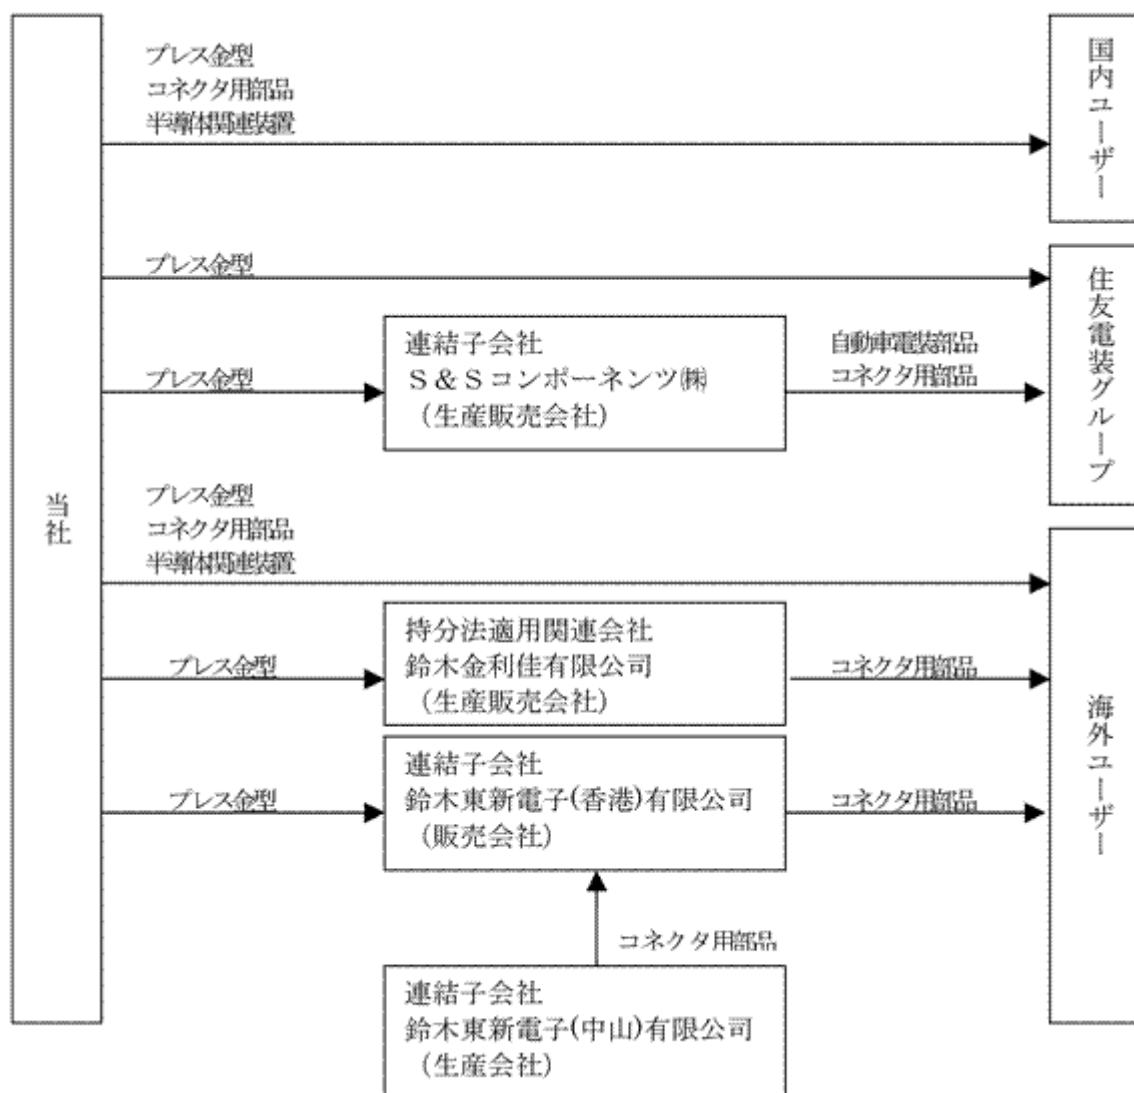 当社
プレス金型
コネクタ用部品
半導体関連装置
国内ユーザー
プレス金型
住友電装グループ
プレス金型
連結子会社
S&Sコンポーネンツ㈱
(生産販売会社)
自動車電装部品
コネクタ用部品
プレス金型
コネクタ用部品
半導体関連装置
海外ユーザー
プレス金型
持分法適用関連会社
鈴木金利佳有限公司
(生産販売会社)
コネクタ用部品
プレス金型
連結子会社
鈴木東新電子(香港)有限公司
(販売会社)
コネクタ用部品
コネクタ用部品
連結子会社
鈴木東新電子(中山)有限公司
(生産会社)